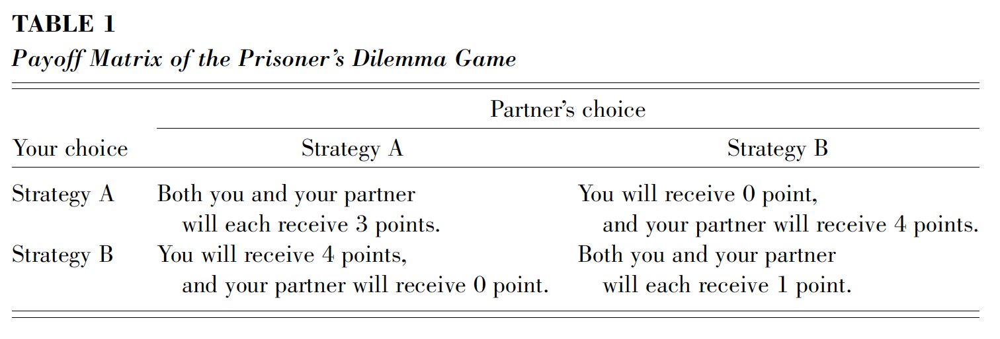 TABLE 1
Payoff Matrix of the Prisoner's Dilemma Game
Partner's choice
Your choice Strategy A Strategy B
Strategy A Both you and your partner You will receive 0 point,
will each receive 3 points. and your partner will receive 4 points.
Strategy B You will receive 4 points, Both you and your partner
and your partner will receive 0 point. will each receive 1 point.